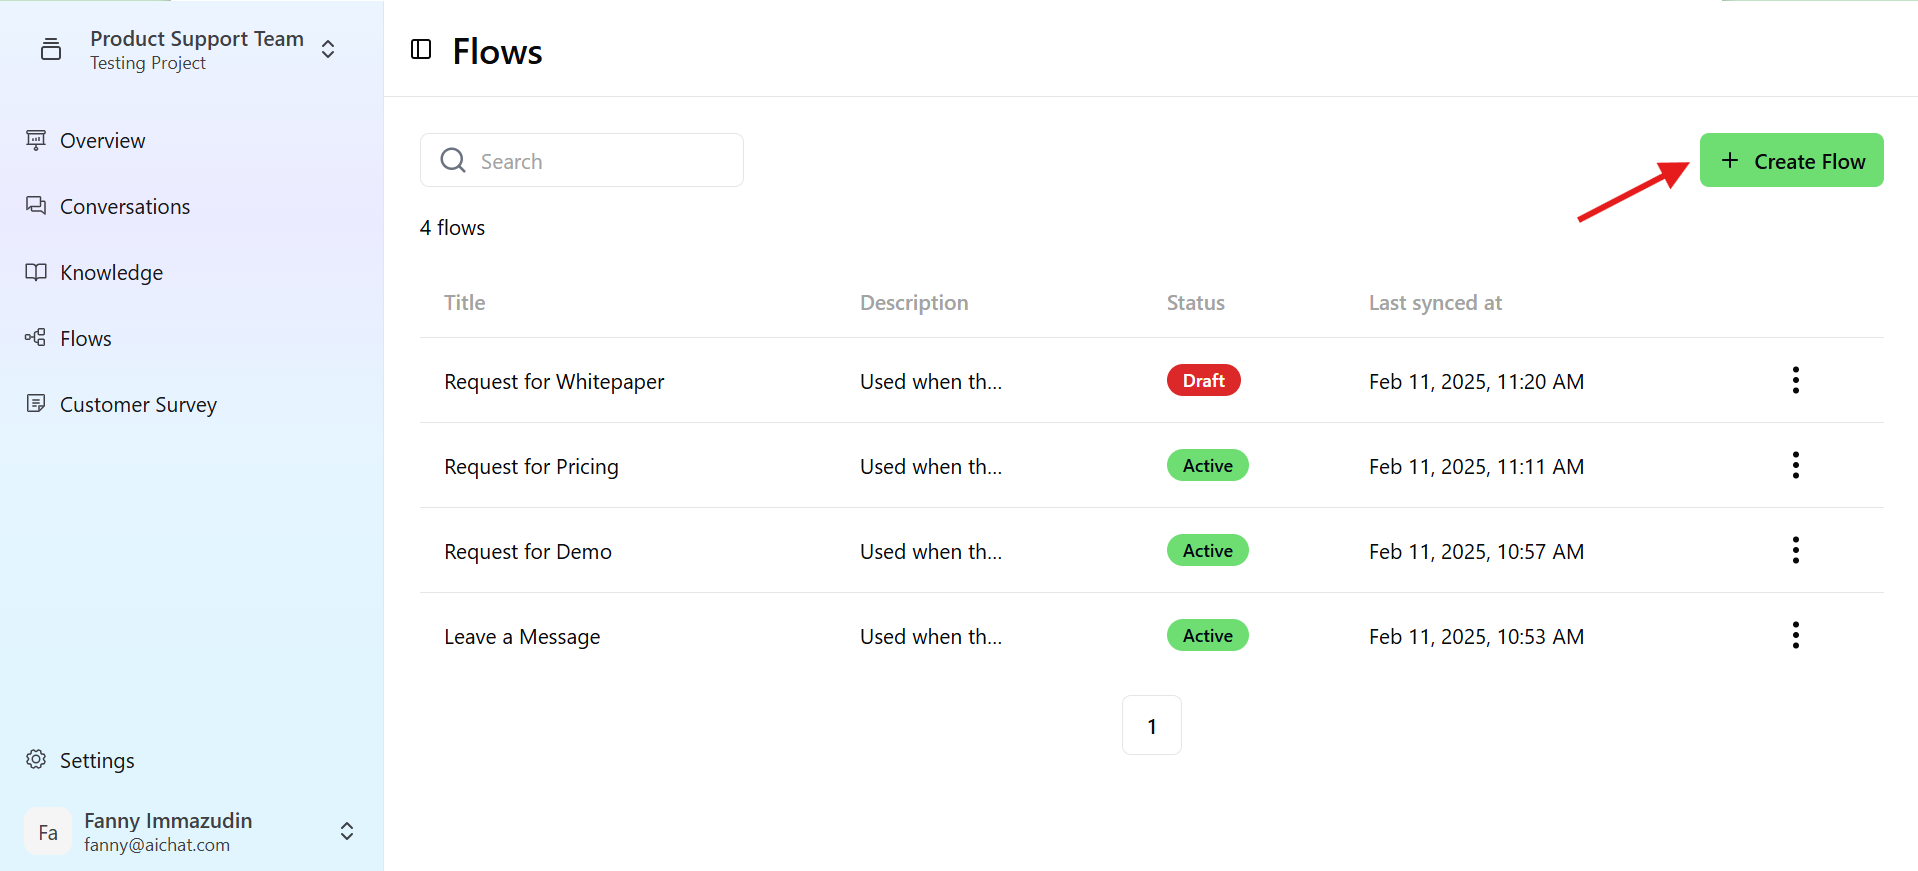 Product Support Team
Testing Project
Overview
Conversations
Knowledge
Flows
Customer Survey
Settings
Fa
Fanny Immazudin
fanny@aichat.com
Flows
Search
+ Create Flow
4 flows
Title Description Status Last synced at
Request for Whitepaper Used when th... Draft Feb 11, 2025, 11:20 AM
Request for Pricing Used when th... Active Feb 11, 2025, 11:11 AM
Request for Demo Used when th... Active Feb 11, 2025, 10:57 AM
Leave a Message Used when th... Active Feb 11, 2025, 10:53 AM
1